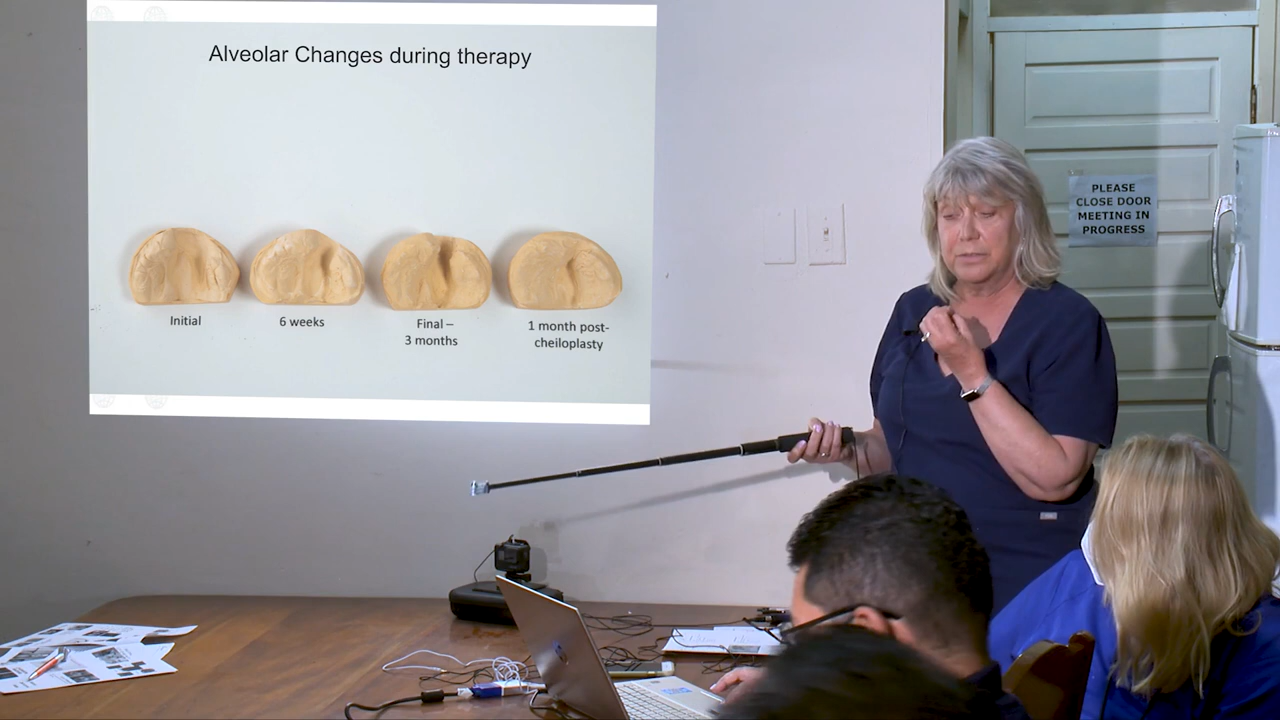 Alveolar Changes during therapy
Initial
6 weeks
Final –
3 months
1 month post-
cheiloplasty
PLEASE
CLOSE DOOR
MEETING IN
PROGRESS